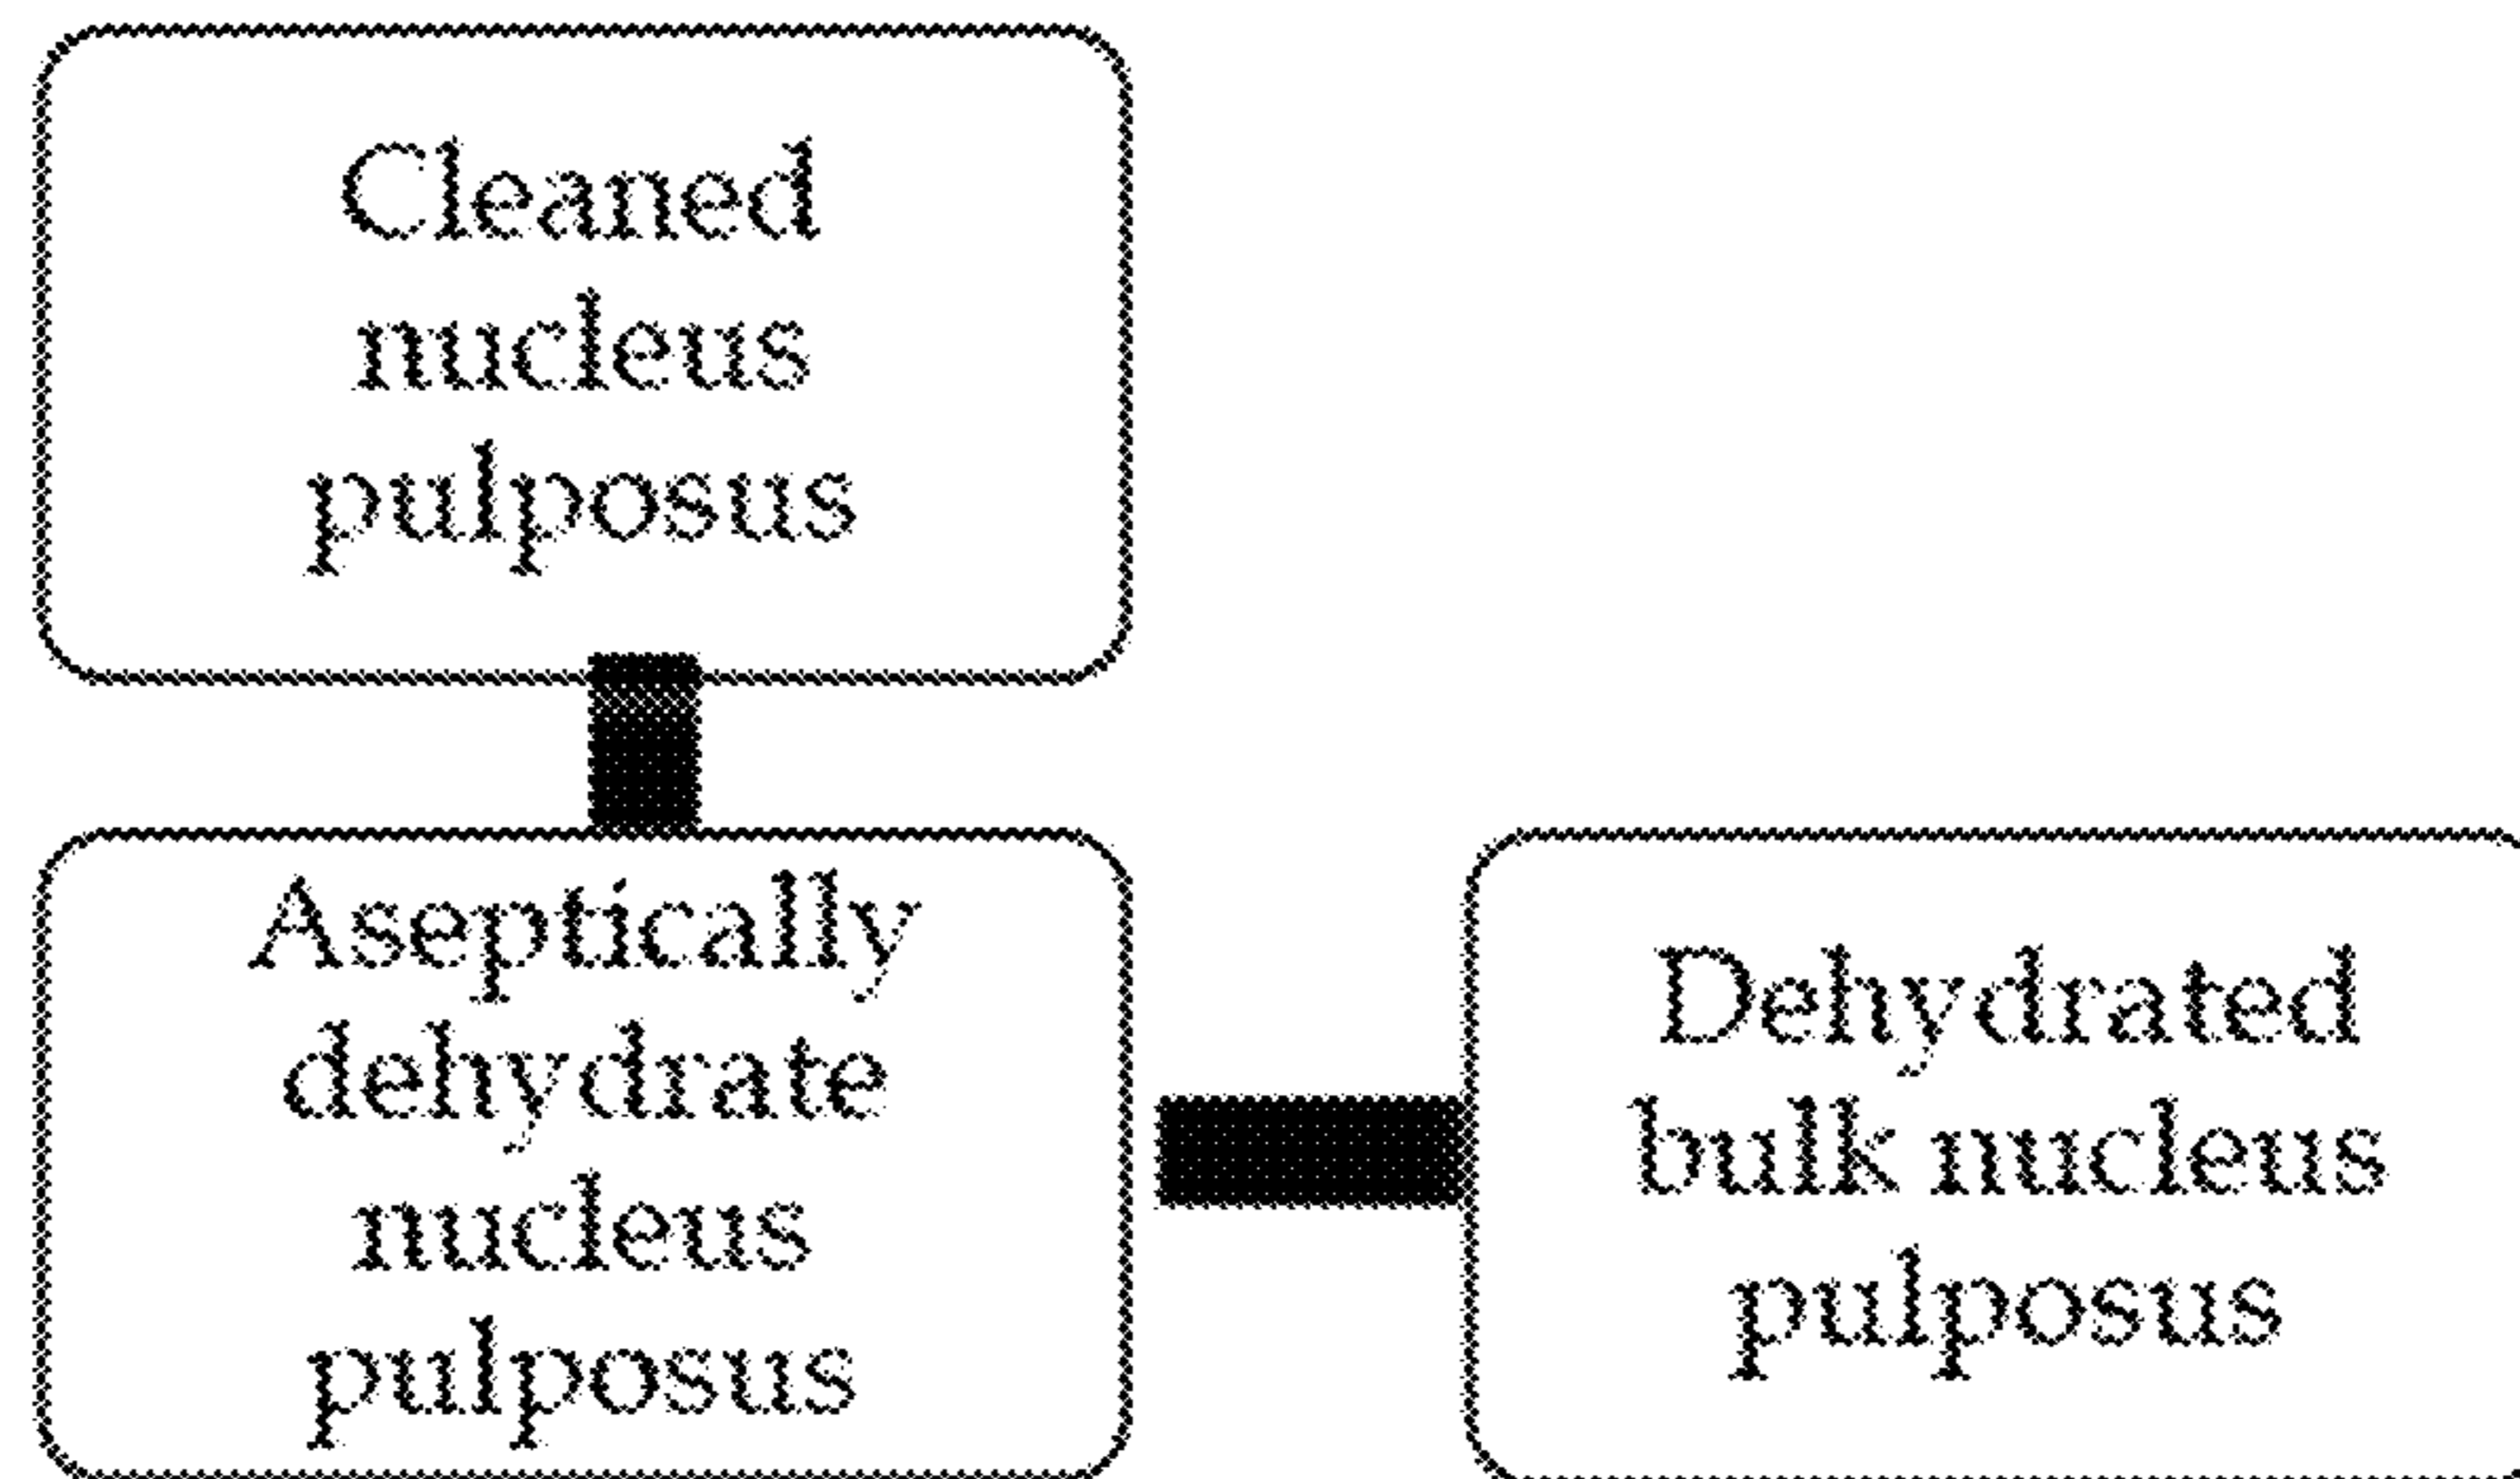 Cleaned
nucleus
pulposus
Aseptically
dehydrate
nucleus
pulposus
Dehydrated
bulk nucleus
pulposus